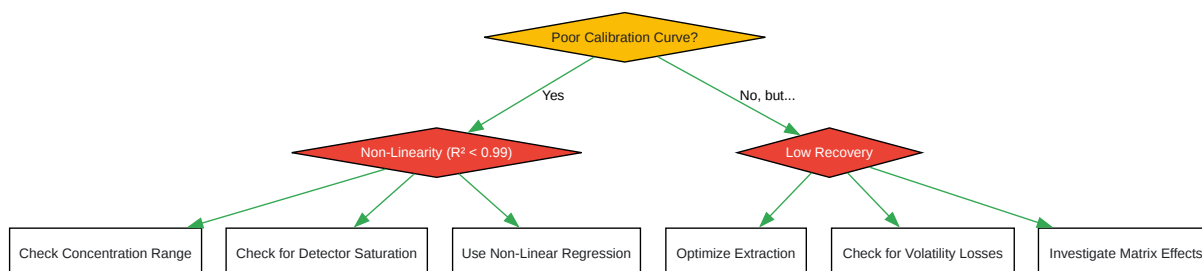 Poor Calibration Curve?
Yes
No, but...
Non-Linearity (R² < 0.99)
Low Recovery
Check Concentration Range
Check for Detector Saturation
Use Non-Linear Regression
Optimize Extraction
Check for Volatility Losses
Investigate Matrix Effects